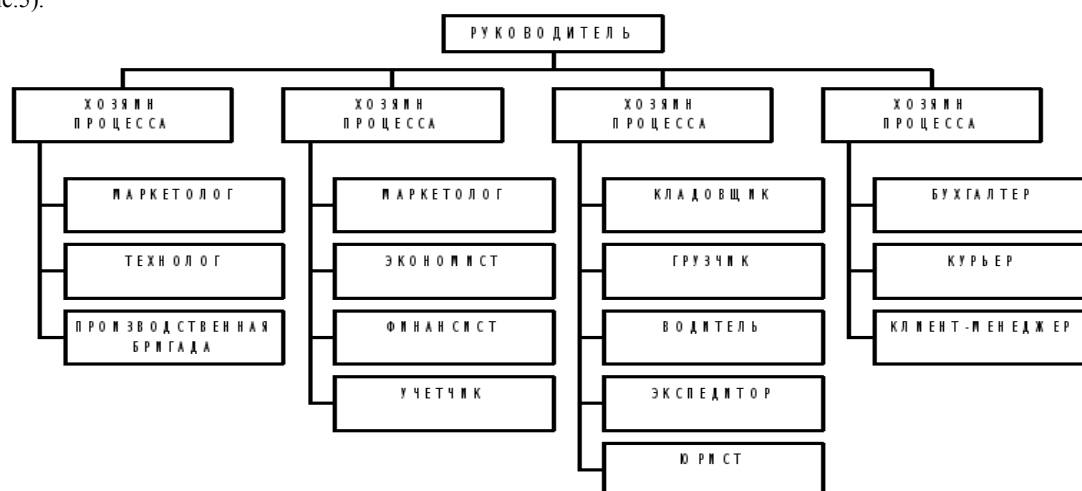 РУКОВОДИТЕЛЬ
ХОЗЯИН
ПРОЦЕССА
МАРКЕТОЛОГ
ТЕХНОЛОГ
ПРОИЗВОДСТВЕННАЯ
БРИГАДА
ХОЗЯИН
ПРОЦЕССА
МАРКЕТОЛОГ
ЭКОНОМИСТ
ФИНАНСИСТ
УЧЕТЧИК
ХОЗЯИН
ПРОЦЕССА
КЛАДОВЩИК
ГРУЗЧИК
ВОДИТЕЛЬ
ЭКСПЕДИТОР
ЮРИСТ
ХОЗЯИН
ПРОЦЕССА
БУХГАЛТЕР
КУРЬЕР
КЛИЕНТ-МЕНЕДЖЕР